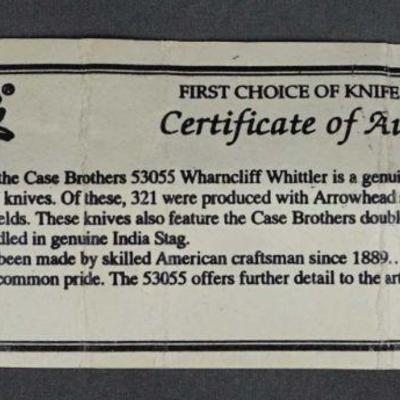 FIRST CHOICE OF KNIFE
Certificate of Au
the Case Brothers 53055 Wharncliff Whittler is a genui
knives. Of these, 321 were produced with Arrowhead
elds. These knives also feature the Case Brothers doubl
dled in genuine India Stag.
been made by skilled American craftsman since 1889..
common pride. The 53055 offers further detail to the art